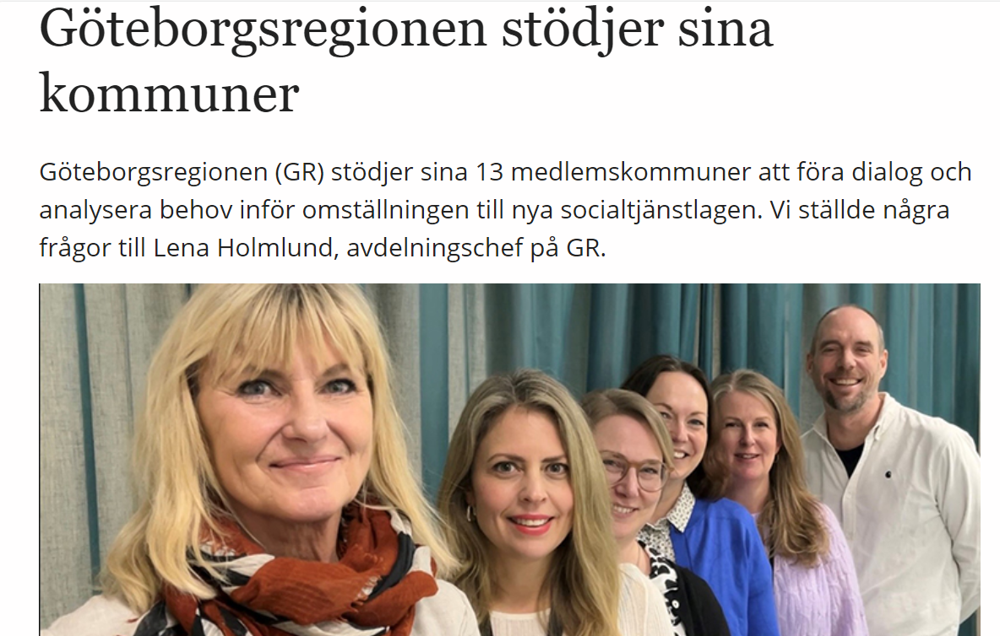 Göteborgsregionen stödjer sina
kommuner
Göteborgsregionen (GR) stödjer sina 13 medlemskommuner att föra dialog och
analysera behov inför omställningen till nya socialtjänstlagen. Vi ställde några
frågor till Lena Holmlund, avdelningschef på GR.